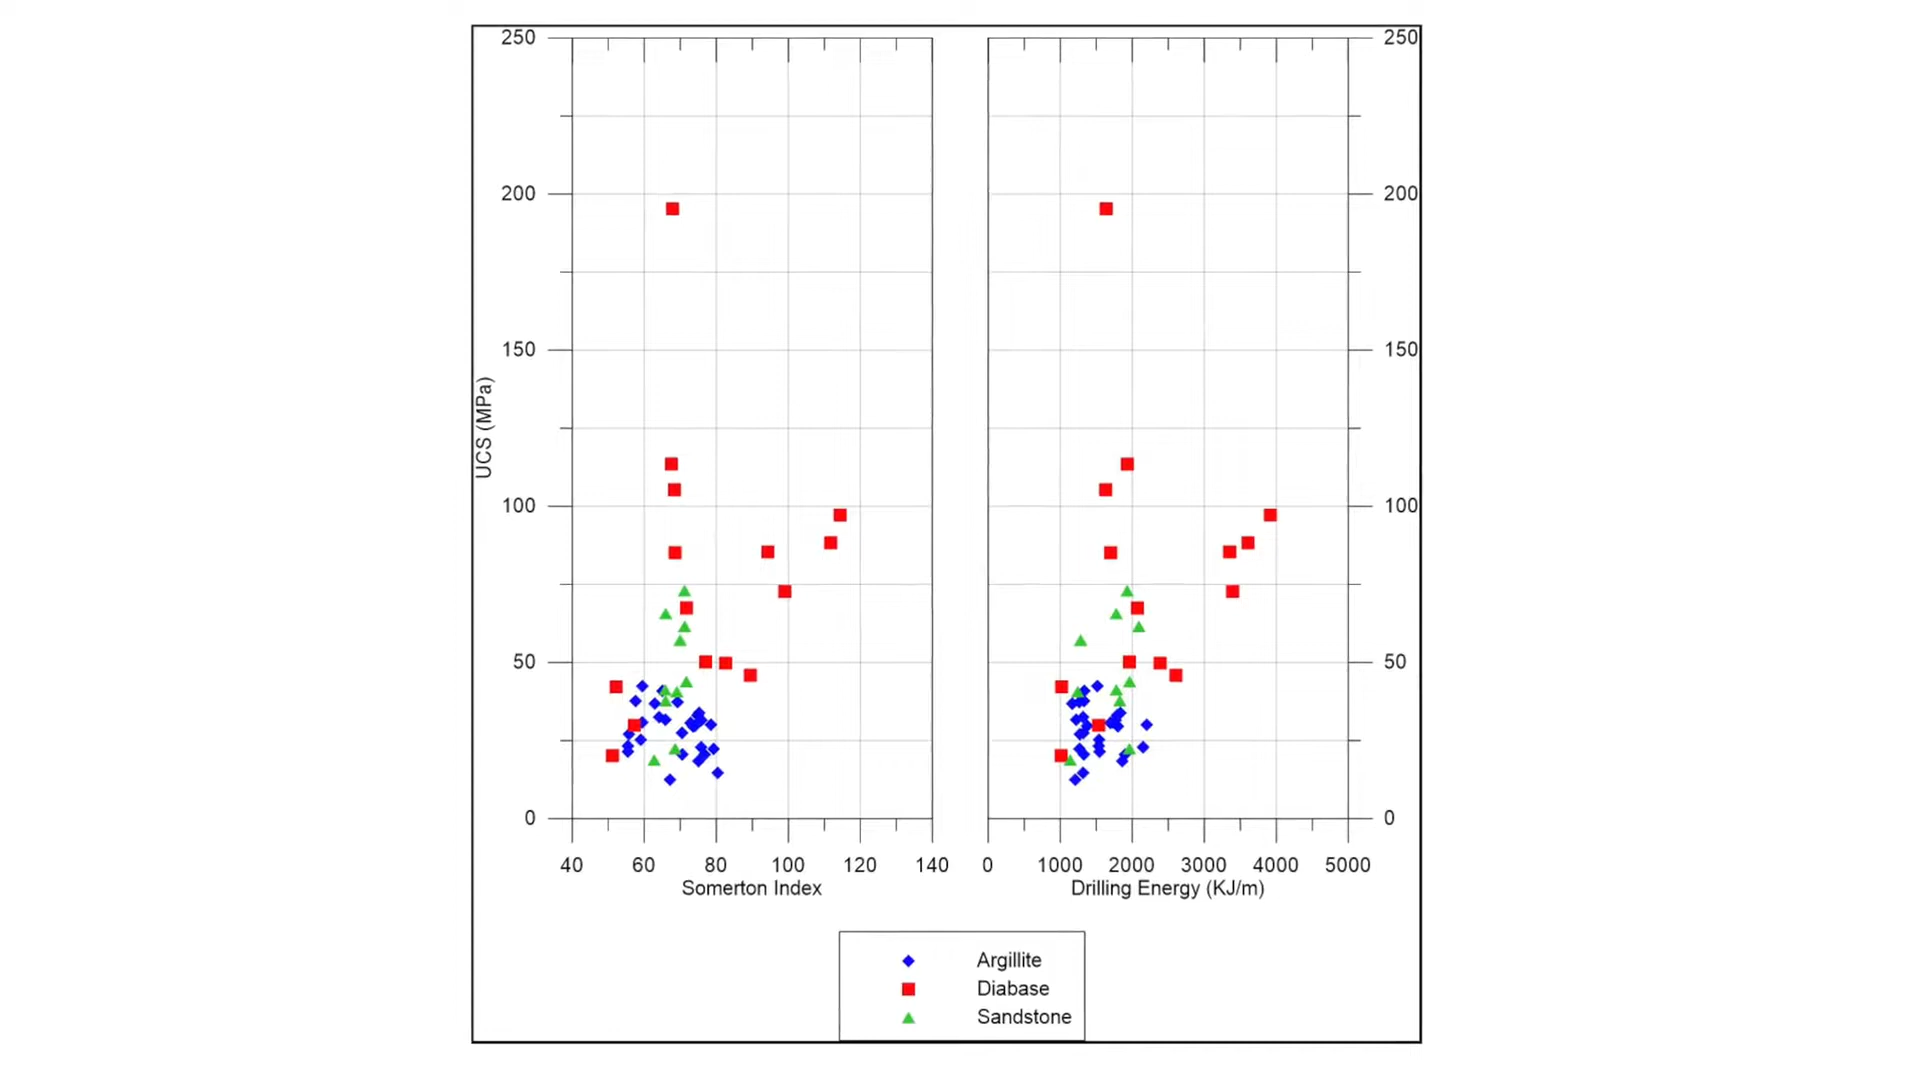 250
200
150
100
50
0
UCS (MPa)
40 60 80 100 120 140
Somerton Index
250
200
150
100
50
0
0 1000 2000 3000 4000 5000
Drilling Energy (KJ/m)
Argillite
Diabase
Sandstone